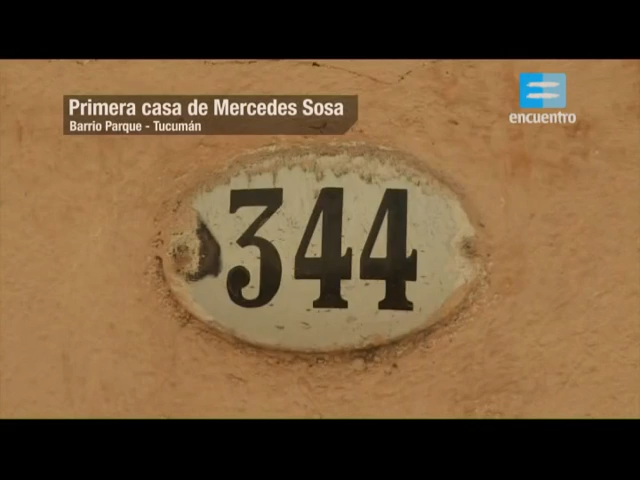 Primera casa de Mercedes Sosa
Barrio Parque - Tucumán
encuentro
344